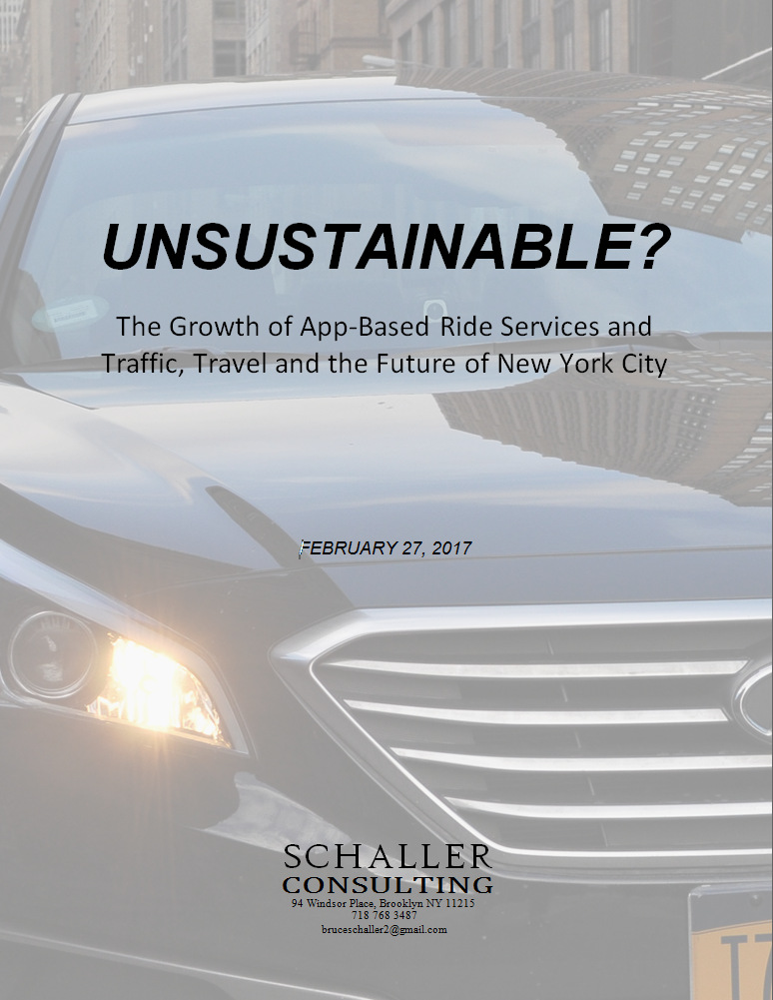 UNSUSTAINABLE?
The Growth of App-Based Ride Services and
Traffic, Travel and the Future of New York City
FEBRUARY 27, 2017
SCHALLER
CONSULTING
94 Windsor Place, Brooklyn NY 11215
718 768 3487
bruceschaller2@gmail.com